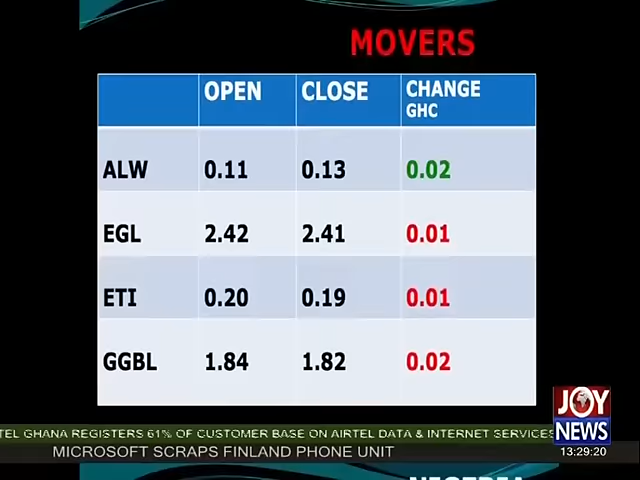 MOVERS
OPEN CLOSE CHANGE GHC
ALW 0.11 0.13 0.02
EGL 2.42 2.41 0.01
ETI 0.20 0.19 0.01
GGBL 1.84 1.82 0.02
JOY NEWS
TEL GHANA REGISTERS 61% OF CUSTOMER BASE ON AIRTEL DATA & INTERNET SERVICES
MICROSOFT SCRAPS FINLAND PHONE UNIT
13:29:20